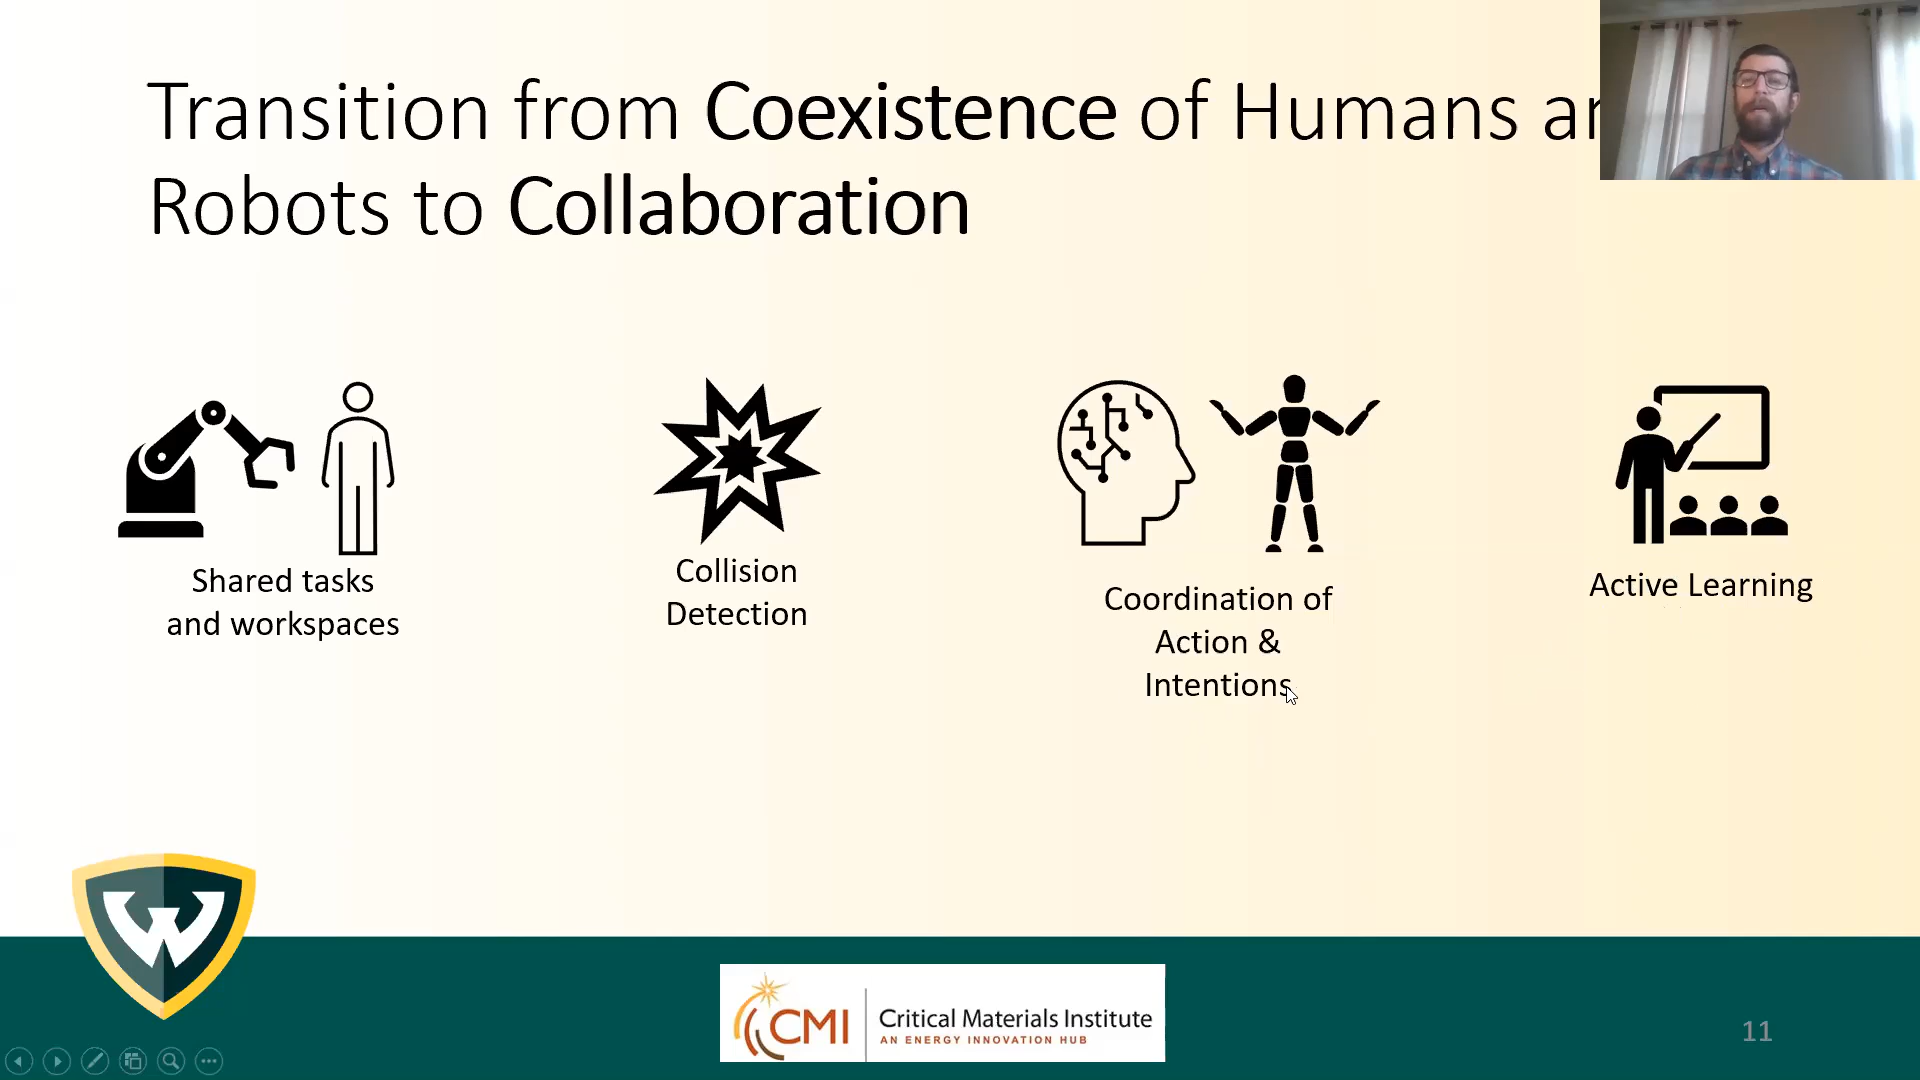 Transition from Coexistence of Humans
Robots to Collaboration
Shared tasks
and workspaces
Collision
Detection
Coordination of
Action &
Intentions
Active Learning
W
CMI
Critical Materials Institute
AN ENERGY INNOVATION HUB
11